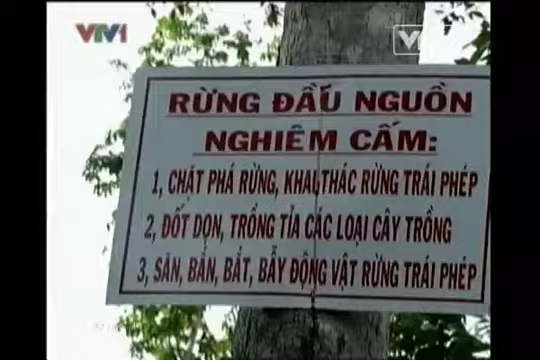 VTV1
RỪNG ĐẦU NGUỒN
NGHIÊM CẤM:
1, CHẶT PHÁ RỪNG, KHAI THÁC RỪNG TRÁI PHÉP
2, ĐỐT DỌN, TRỒNG TỈA CÁC LOẠI CÂY TRỒNG
3, SĂN, BẮN, BẮT, BẪY ĐỘNG VẬT RỪNG TRÁI PHÉP